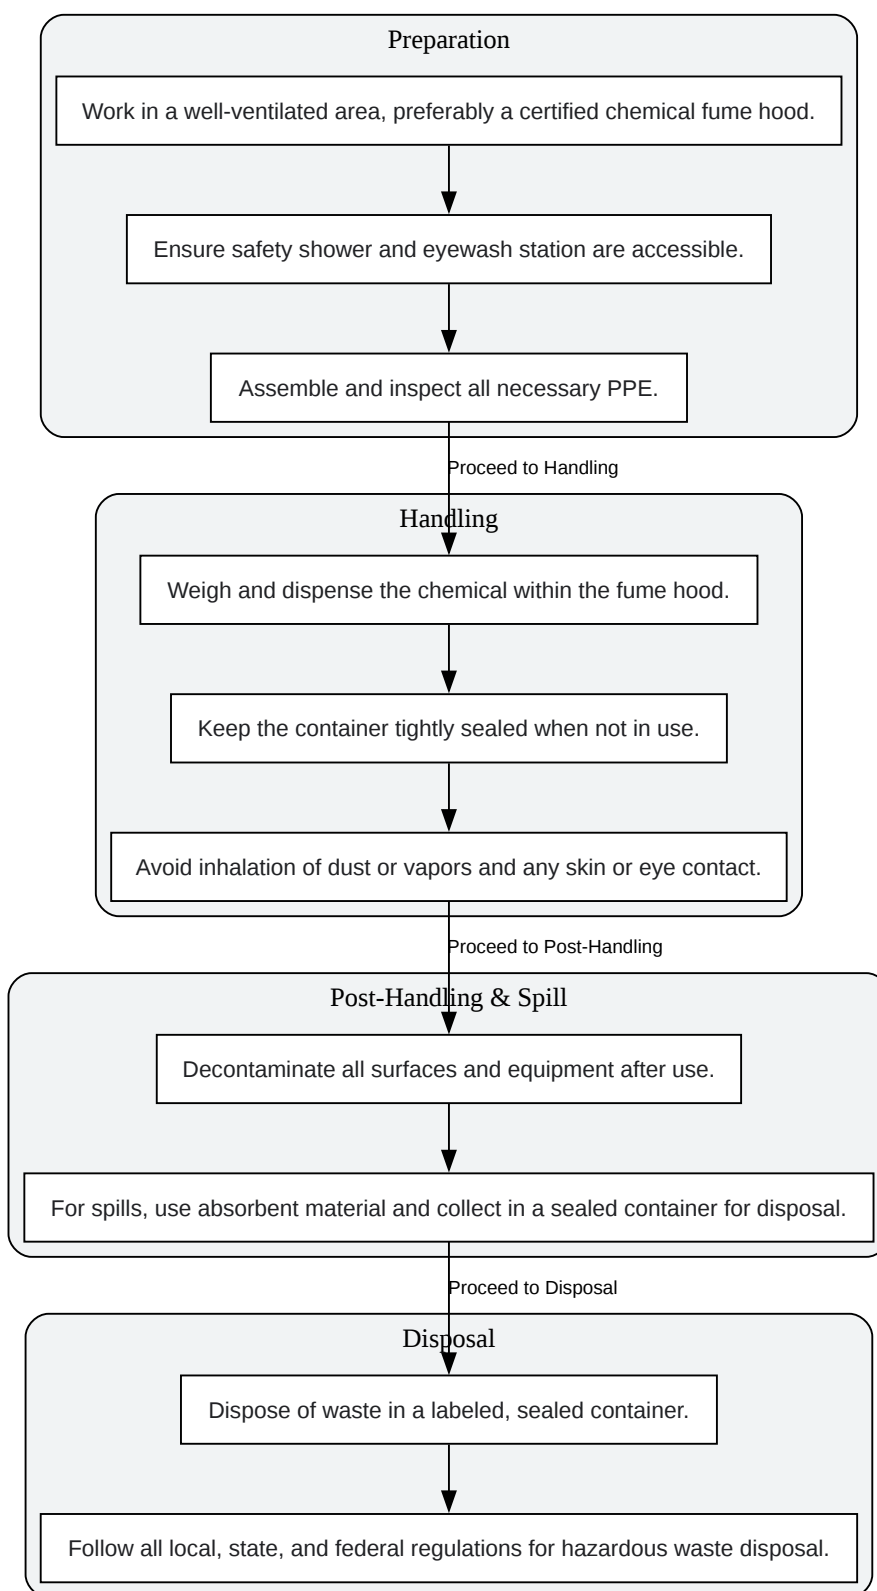 Preparation
Work in a well-ventilated area, preferably a certified chemical fume hood.
Ensure safety shower and eyewash station are accessible.
Assemble and inspect all necessary PPE.
Proceed to Handling
Handling
Weigh and dispense the chemical within the fume hood.
Keep the container tightly sealed when not in use.
Avoid inhalation of dust or vapors and any skin or eye contact.
Proceed to Post-Handling
Post-Handling & Spill
Decontaminate all surfaces and equipment after use.
For spills, use absorbent material and collect in a sealed container for disposal.
Proceed to Disposal
Disposal
Dispose of waste in a labeled, sealed container.
Follow all local, state, and federal regulations for hazardous waste disposal.